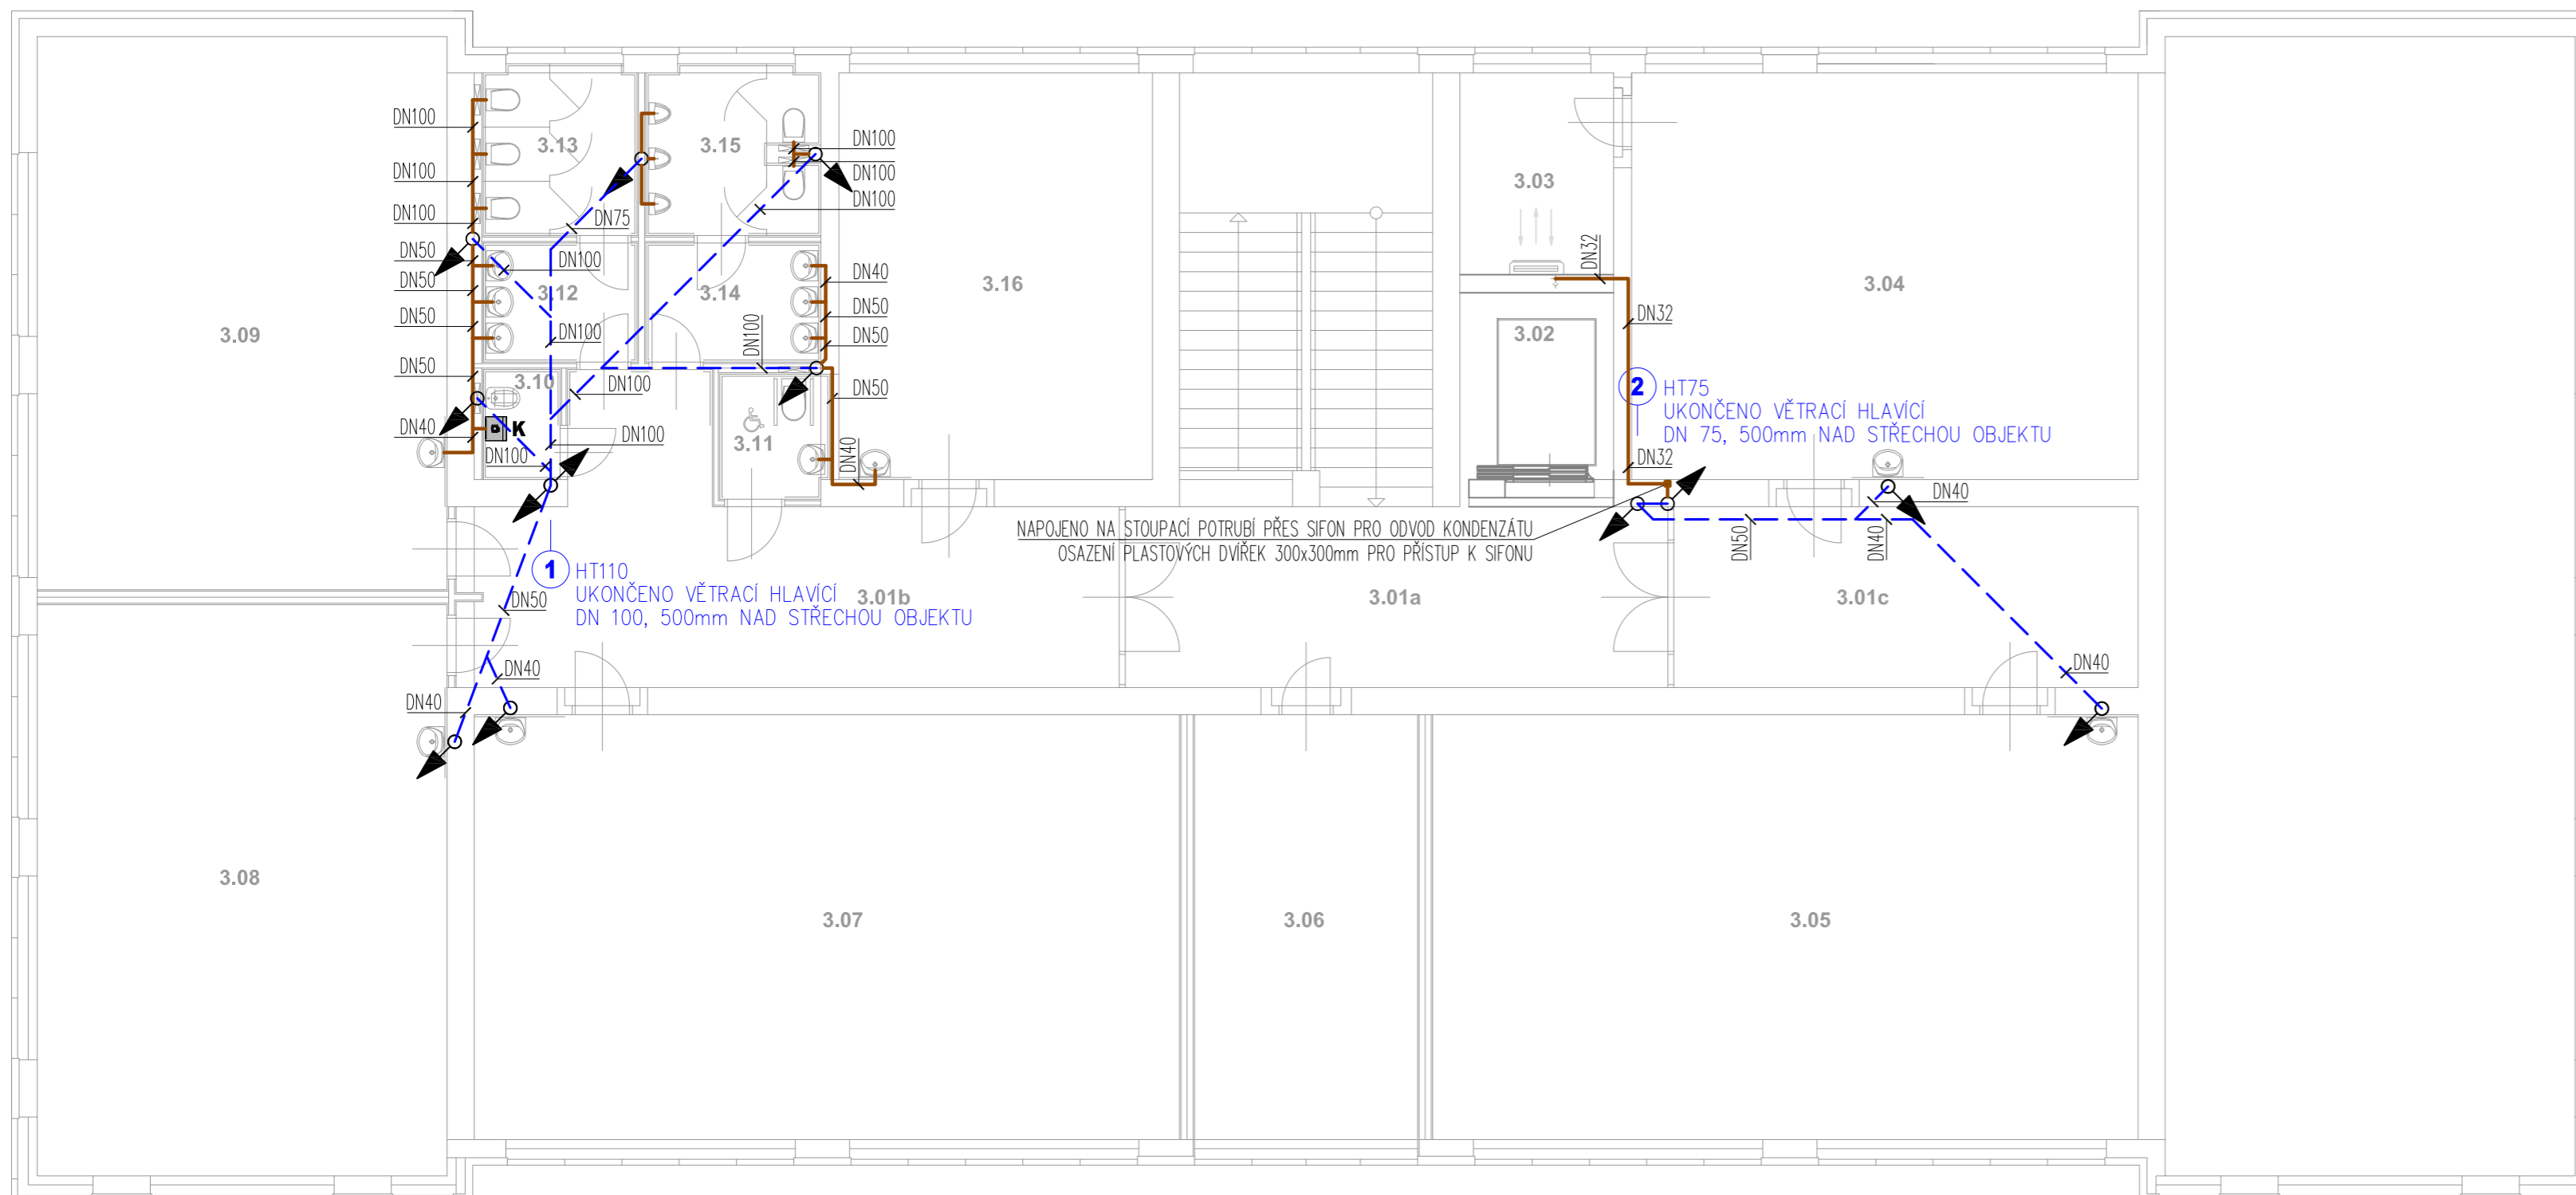 DN100
DN100
DN100
DN50
DN50
DN50
DN50
DN40
3.13
3.15
DN100
DN100
DN100
DN75
DN100
3.12
3.14
DN100
DN100
DN40
DN50
DN50
DN50
3.10
DN100
K
DN100
DN100
3.11
DN40
3.09
3.16
3.03
DN32
3.04
3.02
DN32
2 HT75
UKONČENO VĚTRACÍ HLAVÍCÍ
DN 75, 500mm NAD STŘECHOU OBJEKTU
DN32
DN40
DN50
DN40
NAPOJENO NA STOUPACÍ POTRUBÍ PŘES SIFON PRO ODVOD KONDENZÁTU
OSAZENÍ PLASTOVÝCH DVÍŘEK 300x300mm PRO PŘÍSTUP K SIFONU
1 HT110
UKONČENO VĚTRACÍ HLAVÍCÍ
DN 100, 500mm NAD STŘECHOU OBJEKTU
3.01b
3.01a
3.01c
DN50
DN40
DN40
DN40
3.08
3.07
3.06
3.05